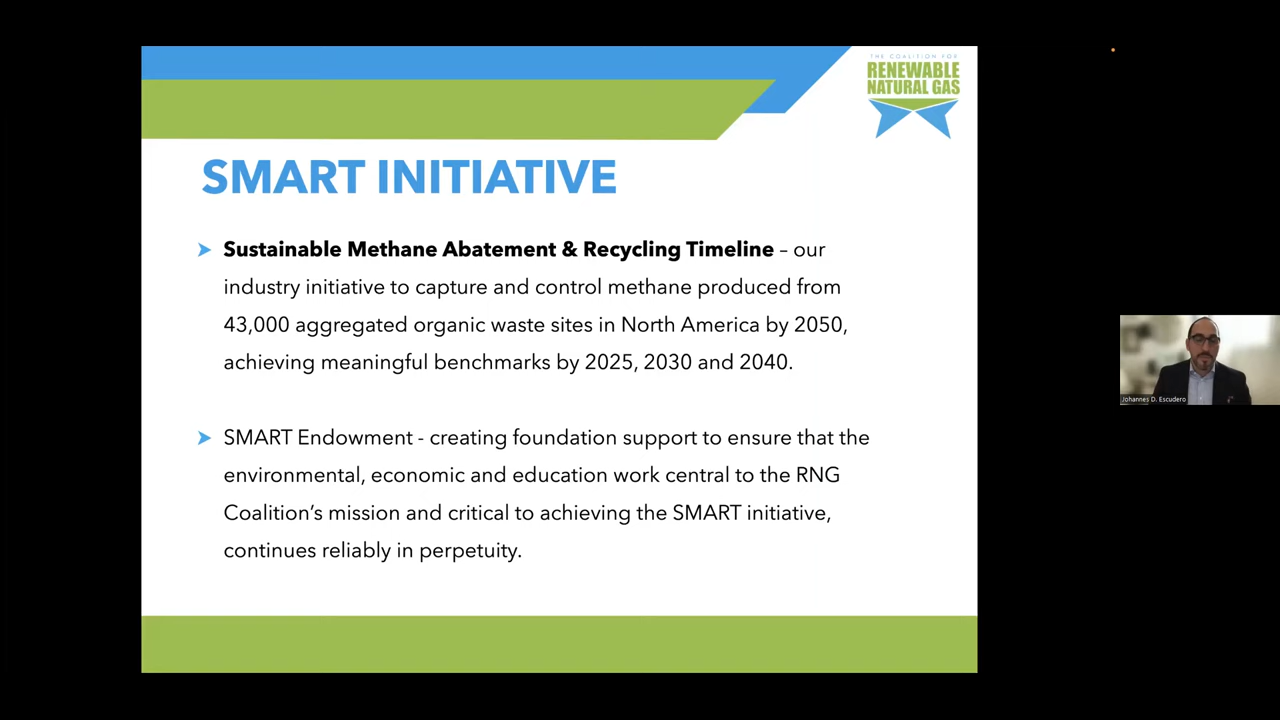 THE COALITION FOR
RENEWABLE
NATURAL GAS
SMART INITIATIVE
Sustainable Methane Abatement & Recycling Timeline – our
industry initiative to capture and control methane produced from
43,000 aggregated organic waste sites in North America by 2050,
achieving meaningful benchmarks by 2025, 2030 and 2040.
SMART Endowment - creating foundation support to ensure that the
environmental, economic and education work central to the RNG
Coalition’s mission and critical to achieving the SMART initiative,
continues reliably in perpetuity.
Johannes D. Escudero